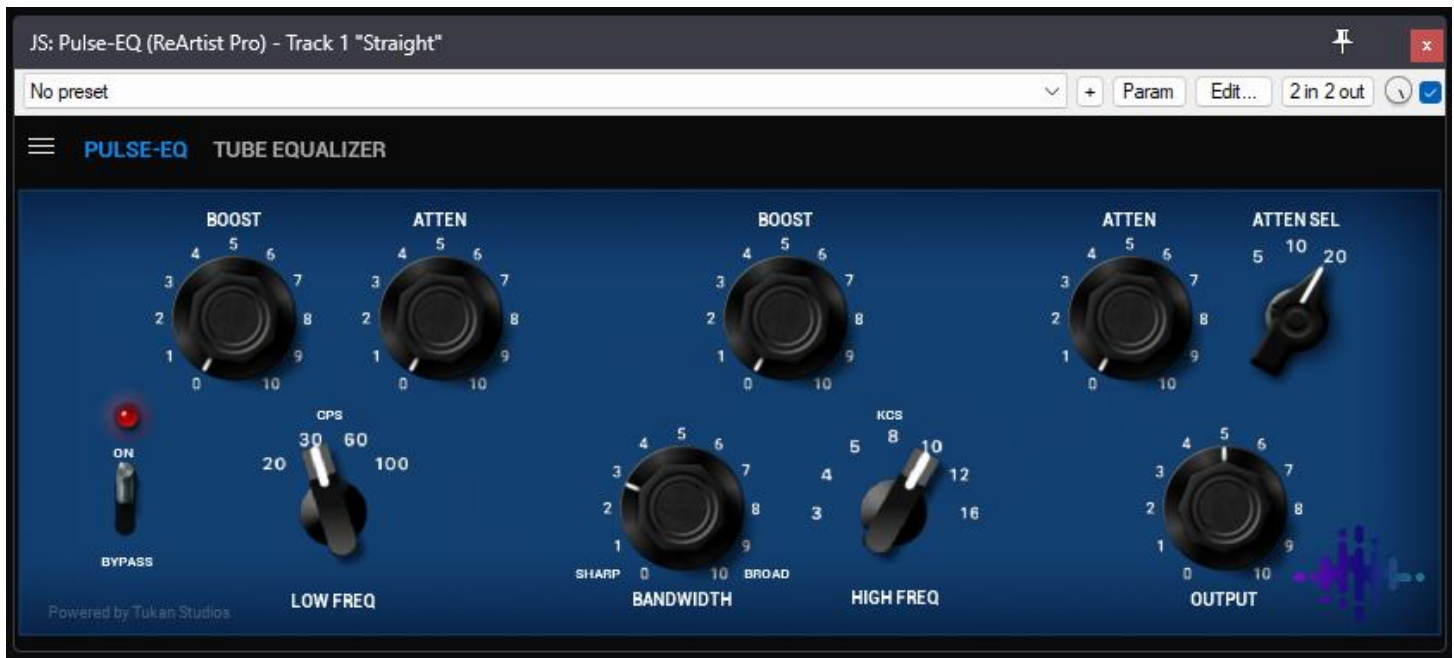 JS: Pulse-EQ (ReArtist Pro) - Track 1 "Straight"
x
No preset
+
Param
Edit...
2 in 2 out
PULSE-EQ TUBE EQUALIZER
BOOST
0 1 2 3 4 5 6 7 8 9 10
ATTEN
0 1 2 3 4 5 6 7 8 9 10
BOOST
0 1 2 3 4 5 6 7 8 9 10
ATTEN
0 1 2 3 4 5 6 7 8 9 10
ATTEN SEL
5 10 20
ON
BYPASS
CPS
20 30 60 100
LOW FREQ
0 1 2 3 4 5 6 7 8 9 10
SHARP
BROAD
BANDWIDTH
KCS
3 4 5 8 10 12 16
HIGH FREQ
0 1 2 3 4 5 6 7 8 9 10
OUTPUT
Powered by Tukan Studios